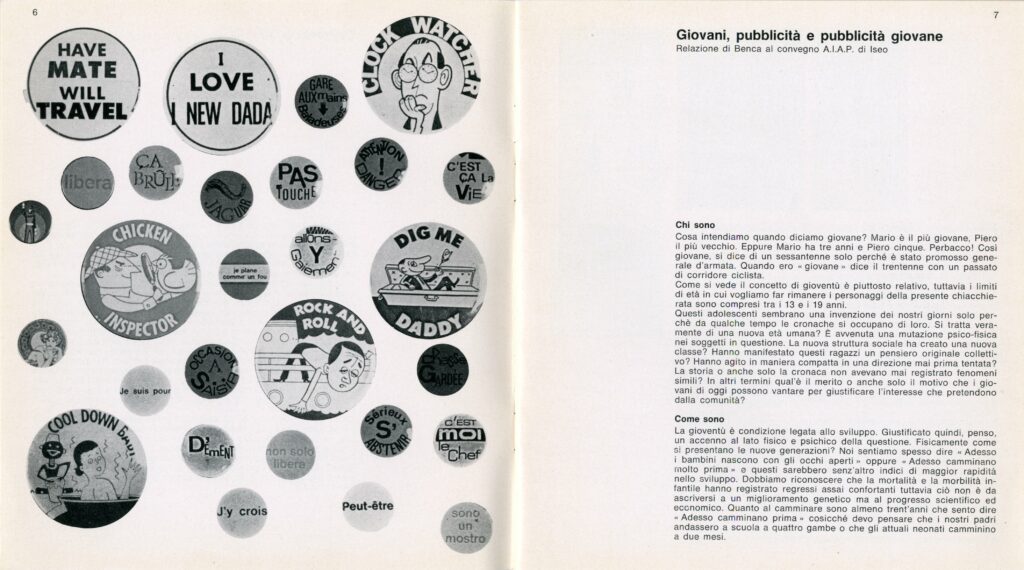 6
HAVE
MATE
WILL
TRAVEL
I
LOVE
NEW DADA
GARE
AUX mains
Baladeuses
CLOCK WATCHER
libera
ÇA
BRÛLE
JAGUAR
PAS
TOUCHE
ATTENTION
!
DANGER
C'EST
ÇA La
ViE
CHICKEN
INSPECTOR
je plane
comme un fou
allons-
Y
Gaiement
DIG ME
DADDY
ROCK AND
ROLL
OCCASION
A
SAISIR
Je suis pour
GARDÉE
COOL DOWN
DÉMENT
non solo
libera
Sérieux
S'
ABSTENIR
C'EST
moi
le Chef
J'y crois
Peut-être
sono
un
mostro
7
Giovani, pubblicità e pubblicità giovane
Relazione di Benca al convegno A.I.A.P. di Iseo
Chi sono
Cosa intendiamo quando diciamo giovane? Mario è il più giovane, Piero
il più vecchio. Eppure Mario ha tre anni e Piero cinque. Perbacco! Così
giovane, si dice di un sessantenne solo perché è stato promosso gene-
rale d'armata. Quando ero « giovane » dice il trentenne con un passato
di corridore ciclista.
Come si vede il concetto di gioventù è piuttosto relativo, tuttavia i limiti
di età in cui vogliamo far rimanere i personaggi della presente chiacchie-
rata sono compresi tra i 13 e i 19 anni.
Questi adolescenti sembrano una invenzione dei nostri giorni solo per-
chè da qualche tempo le cronache si occupano di loro. Si tratta vera-
mente di una nuova età umana? È avvenuta una mutazione psico-fisica
nei soggetti in questione. La nuova struttura sociale ha creato una nuova
classe? Hanno manifestato questi ragazzi un pensiero originale colletti-
vo? Hanno agito in maniera compatta in una direzione mai prima tentata?
La storia o anche solo la cronaca non avevano mai registrato fenomeni
simili? In altri termini qual'è il merito o anche solo il motivo che i gio-
vani di oggi possono vantare per giustificare l'interesse che pretendono
dalla comunità?
Come sono
La gioventù è condizione legata allo sviluppo. Giustificato quindi, penso,
un accenno al lato fisico e psichico della questione. Fisicamente come
si presentano le nuove generazioni? Noi sentiamo spesso dire « Adesso
i bambini nascono con gli occhi aperti » oppure « Adesso camminano
molto prima » e questi sarebbero senz'altro indici di maggior rapidità
nello sviluppo. Dobbiamo riconoscere che la mortalità e la morbilità in-
fantile hanno registrato regressi assai confortanti tuttavia ciò non è da
ascriversi a un miglioramento genetico ma al progresso scientifico ed
economico. Quanto al camminare sono almeno trent'anni che sento dire
« Adesso camminano prima » cosicché devo pensare che i nostri padri
andassero a scuola a quattro gambe o che gli attuali neonati camminino
a due mesi.